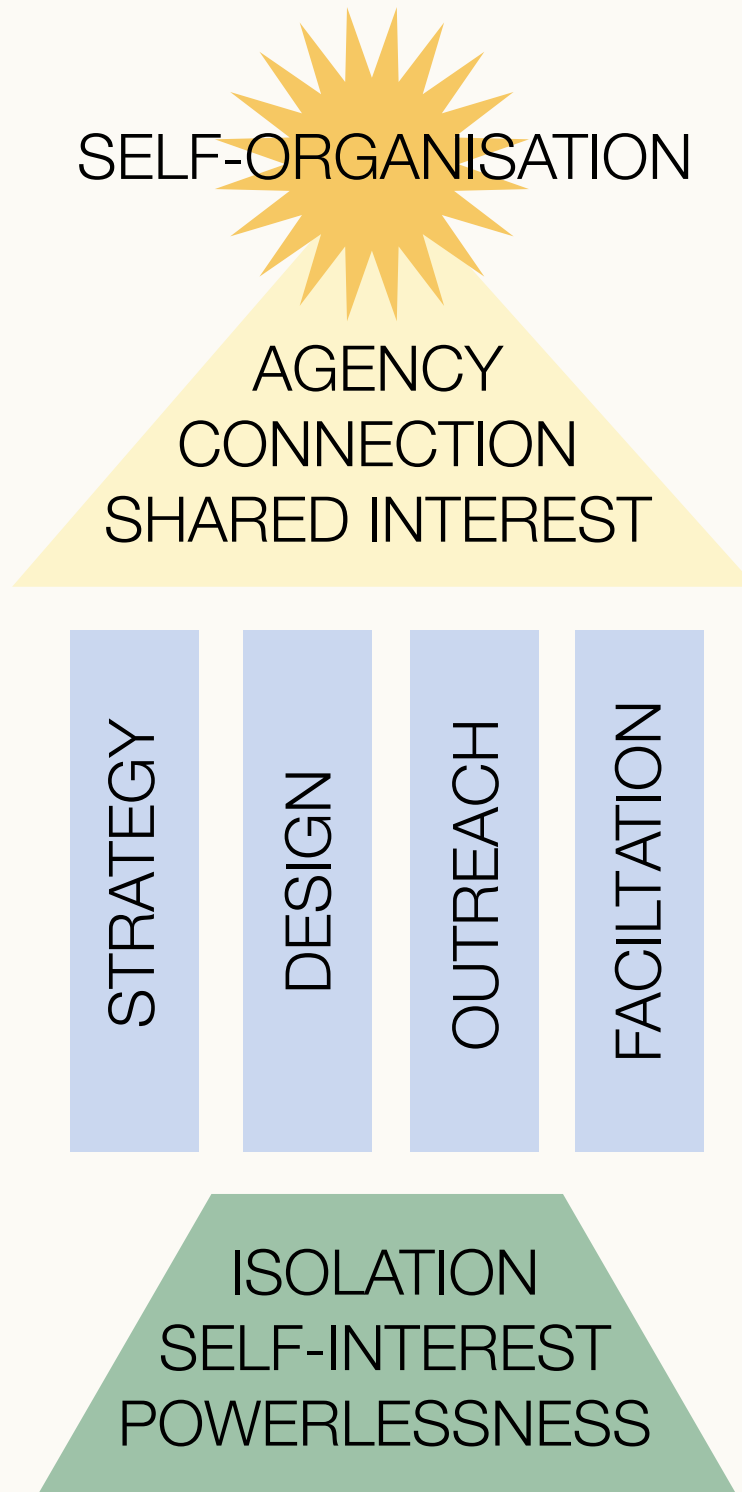 SELF-ORGANISATION
AGENCY
CONNECTION
SHARED INTEREST
STRATEGY
DESIGN
OUTREACH
FACILTATION
ISOLATION
SELF-INTEREST
POWERLESSNESS